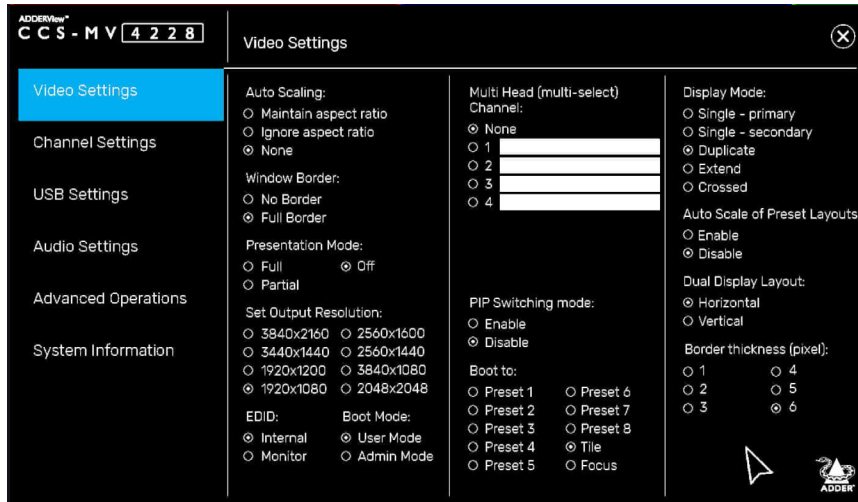 ADDERView™
CCS-MV 4228
Video Settings
Video Settings
Channel Settings
USB Settings
Audio Settings
Advanced Operations
System Information
Auto Scaling:
Maintain aspect ratio
Ignore aspect ratio
None
Window Border:
No Border
Full Border
Presentation Mode:
Full Off
Partial
Set Output Resolution:
3840x2160 2560x1600
3440x1440 2560x1440
1920x1200 3840x1080
1920x1080 2048x2048
EDID: Boot Mode:
Internal User Mode
Monitor Admin Mode
Multi Head (multi-select)
Channel:
None
1
2
3
4
PIP Switching mode:
Enable
Disable
Boot to:
Preset 1 Preset 6
Preset 2 Preset 7
Preset 3 Preset 8
Preset 4 Tile
Preset 5 Focus
Display Mode:
Single - primary
Single - secondary
Duplicate
Extend
Crossed
Auto Scale of Preset Layouts
Enable
Disable
Dual Display Layout:
Horizontal
Vertical
Border thickness (pixel):
1 4
2 5
3 6
ADDER